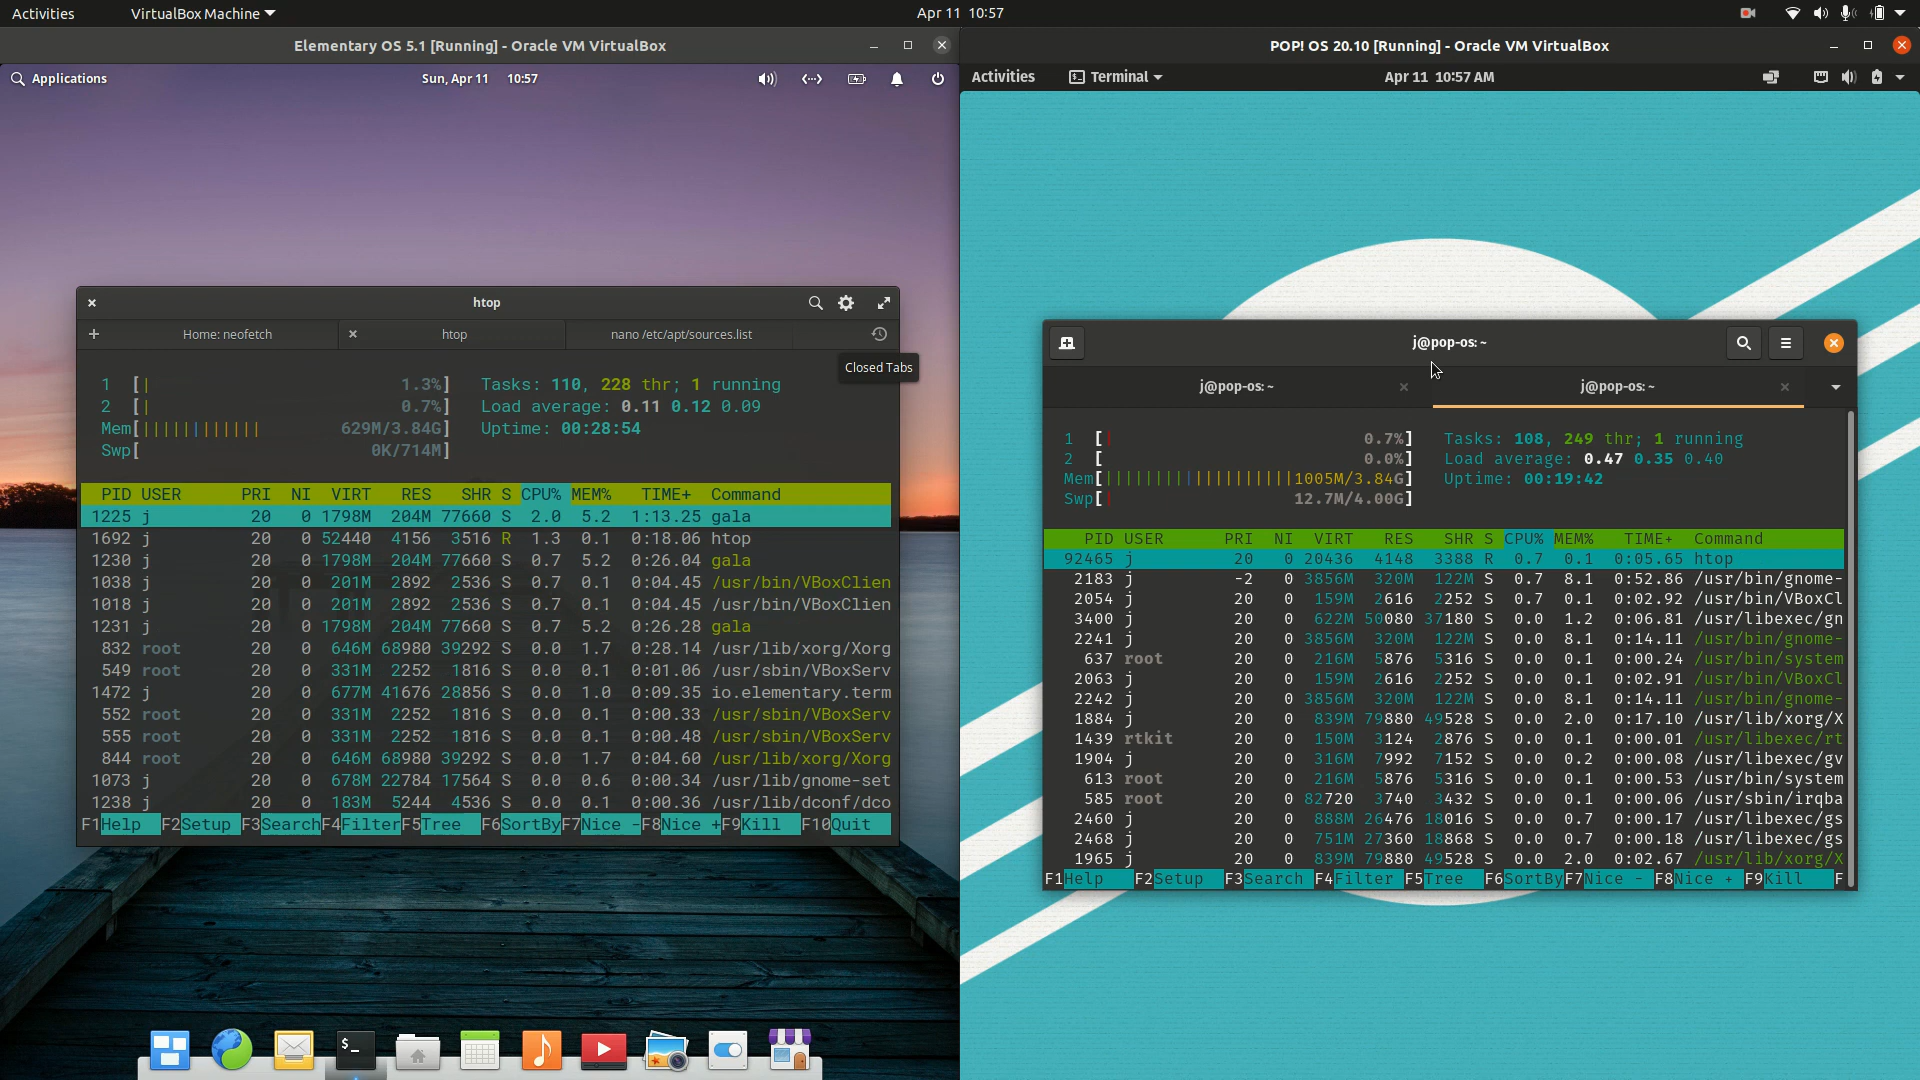 Activities VirtualBox Machine Apr 11 10:57
Elementary OS 5.1 [Running] - Oracle VM VirtualBox
Applications Sun, Apr 11 10:57
htop
Home: neofetch htop nano /etc/apt/sources.list
Closed Tabs
1 [| 1.3%] Tasks: 110, 228 thr; 1 running
2 [| 0.7%] Load average: 0.11 0.12 0.09
Mem[|||||||||||| 629M/3.84G] Uptime: 00:28:54
Swp[ 0K/714M]
PID USER PRI NI VIRT RES SHR S CPU% MEM% TIME+ Command
1225 j 20 0 1798M 204M 77660 S 2.0 5.2 1:13.25 gala
1692 j 20 0 52440 4156 3516 R 1.3 0.1 0:18.06 htop
1230 j 20 0 1798M 204M 77660 S 0.7 5.2 0:26.04 gala
1038 j 20 0 201M 2892 2536 S 0.7 0.1 0:04.45 /usr/bin/VBoxClien
1018 j 20 0 201M 2892 2536 S 0.7 0.1 0:04.45 /usr/bin/VBoxClien
1231 j 20 0 1798M 204M 77660 S 0.7 5.2 0:26.28 gala
832 root 20 0 646M 68980 39292 S 0.0 1.7 0:28.14 /usr/lib/xorg/Xorg
549 root 20 0 331M 2252 1816 S 0.0 0.1 0:01.06 /usr/sbin/VBoxServ
1472 j 20 0 677M 41676 28856 S 0.0 1.0 0:09.35 io.elementary.term
552 root 20 0 331M 2252 1816 S 0.0 0.1 0:00.33 /usr/sbin/VBoxServ
555 root 20 0 331M 2252 1816 S 0.0 0.1 0:00.48 /usr/sbin/VBoxServ
844 root 20 0 646M 68980 39292 S 0.0 1.7 0:04.60 /usr/lib/xorg/Xorg
1073 j 20 0 678M 22784 17564 S 0.0 0.6 0:00.34 /usr/lib/gnome-set
1238 j 20 0 183M 5244 4536 S 0.0 0.1 0:00.36 /usr/lib/dconf/dco
F1Help F2Setup F3SearchF4FilterF5Tree F6SortByF7Nice -F8Nice +F9Kill F10Quit
POP! OS 20.10 [Running] - Oracle VM VirtualBox
Activities Terminal Apr 11 10:57 AM
j@pop-os: ~
j@pop-os: ~ j@pop-os: ~
1 [| 0.7%] Tasks: 108, 249 thr; 1 running
2 [ 0.0%] Load average: 0.47 0.35 0.40
Mem[|||||||||||||||||||1005M/3.84G] Uptime: 00:19:42
Swp[| 12.7M/4.00G]
PID USER PRI NI VIRT RES SHR S CPU% MEM% TIME+ Command
92465 j 20 0 20436 4148 3388 R 0.7 0.1 0:05.65 htop
2183 j -2 0 3856M 320M 122M S 0.7 8.1 0:52.86 /usr/bin/gnome-
2054 j 20 0 159M 2616 2252 S 0.7 0.1 0:02.92 /usr/bin/VBoxCl
3400 j 20 0 622M 50080 37180 S 0.0 1.2 0:06.81 /usr/libexec/gn
2241 j 20 0 3856M 320M 122M S 0.0 8.1 0:14.11 /usr/bin/gnome-
637 root 20 0 216M 5876 5316 S 0.0 0.1 0:00.24 /usr/bin/system
2063 j 20 0 159M 2616 2252 S 0.0 0.1 0:02.91 /usr/bin/VBoxCl
2242 j 20 0 3856M 320M 122M S 0.0 8.1 0:14.11 /usr/bin/gnome-
1884 j 20 0 839M 79880 49528 S 0.0 2.0 0:17.10 /usr/lib/xorg/X
1439 rtkit 20 0 150M 3124 2876 S 0.0 0.1 0:00.01 /usr/libexec/rt
1904 j 20 0 316M 7992 7152 S 0.0 0.2 0:00.08 /usr/libexec/gv
613 root 20 0 216M 5876 5316 S 0.0 0.1 0:00.53 /usr/bin/system
585 root 20 0 82720 3740 3432 S 0.0 0.1 0:00.06 /usr/sbin/irqba
2460 j 20 0 888M 26476 18016 S 0.0 0.7 0:00.17 /usr/libexec/gs
2468 j 20 0 751M 27360 18868 S 0.0 0.7 0:00.18 /usr/libexec/gs
1965 j 20 0 839M 79880 49528 S 0.0 2.0 0:02.67 /usr/lib/xorg/X
F1Help F2Setup F3Search F4Filter F5Tree F6SortByF7Nice - F8Nice + F9Kill F